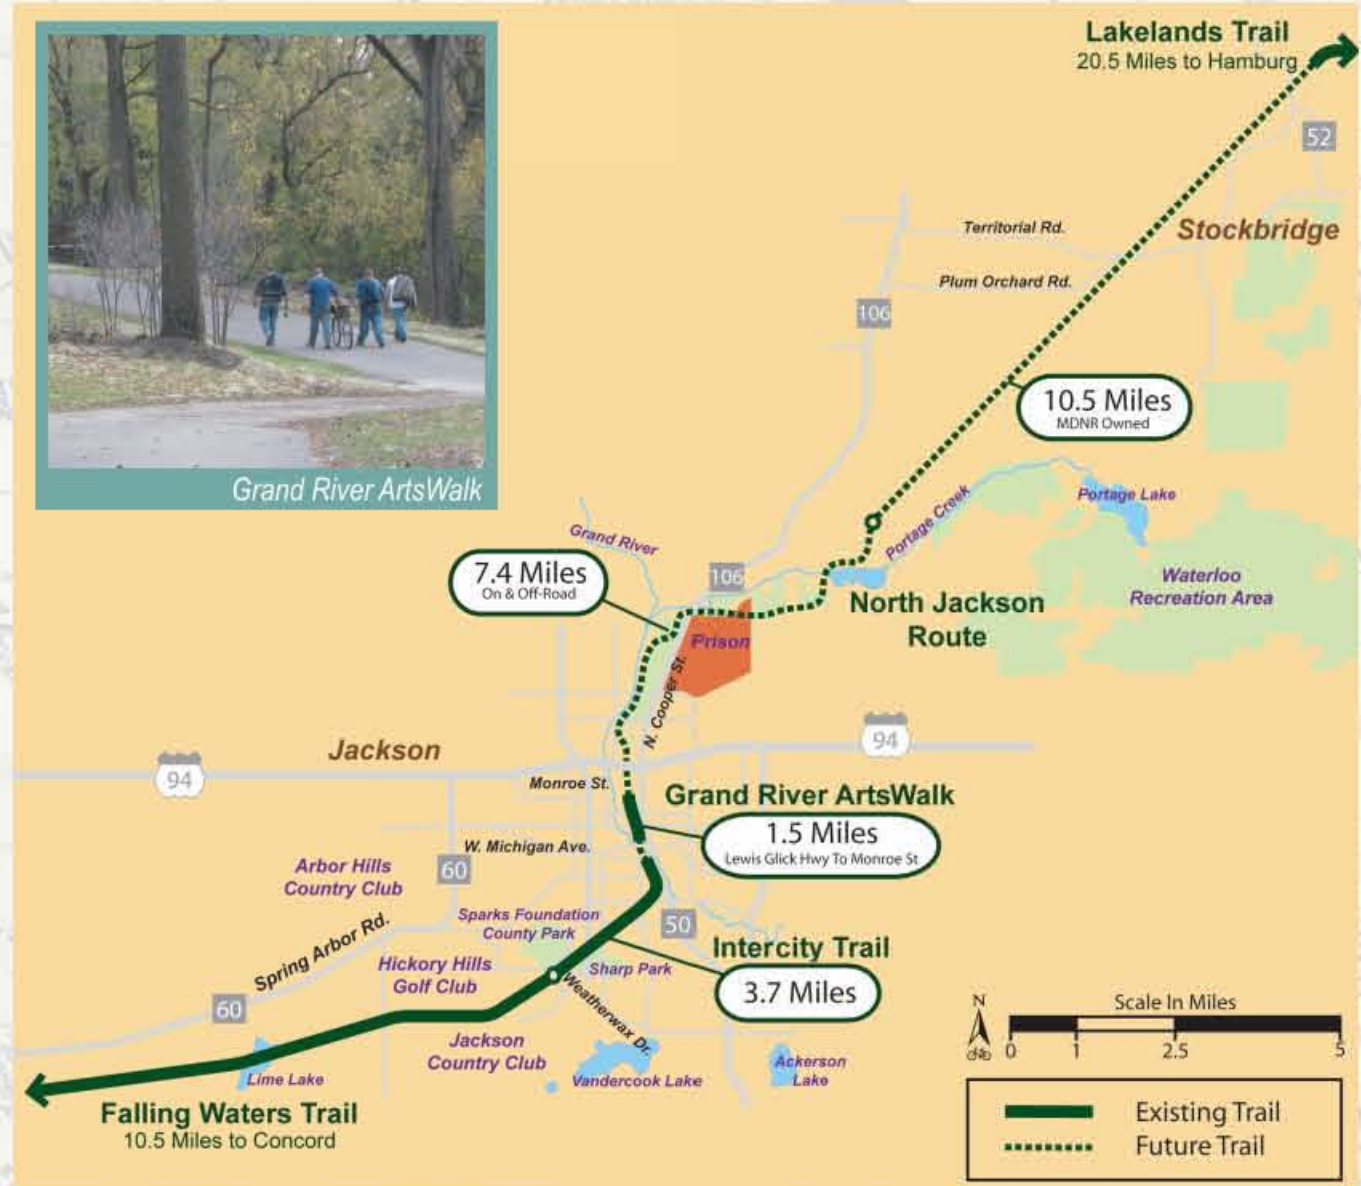 Lakelands Trail
20.5 Miles to Hamburg
52
Territorial Rd.
Stockbridge
Plum Orchard Rd.
106
10.5 Miles
MDNR Owned
Grand River ArtsWalk
Portage Lake
Portage Creek
Grand River
7.4 Miles
On & Off-Road
106
Waterloo
Recreation Area
North Jackson
Route
Prison
N. Cooper St.
94
Jackson
94
Monroe St.
Grand River ArtsWalk
1.5 Miles
Lewis Glick Hwy To Monroe St
W. Michigan Ave.
60
Arbor Hills
Country Club
Sparks Foundation
County Park
50
Spring Arbor Rd.
Intercity Trail
3.7 Miles
Hickory Hills
Golf Club
Sharp Park
Weatherwax Dr.
60
Jackson
Country Club
Lime Lake
Vandercook Lake
Ackerson
Lake
Falling Waters Trail
10.5 Miles to Concord
N
Scale In Miles
0 1 2.5 5
Existing Trail
Future Trail